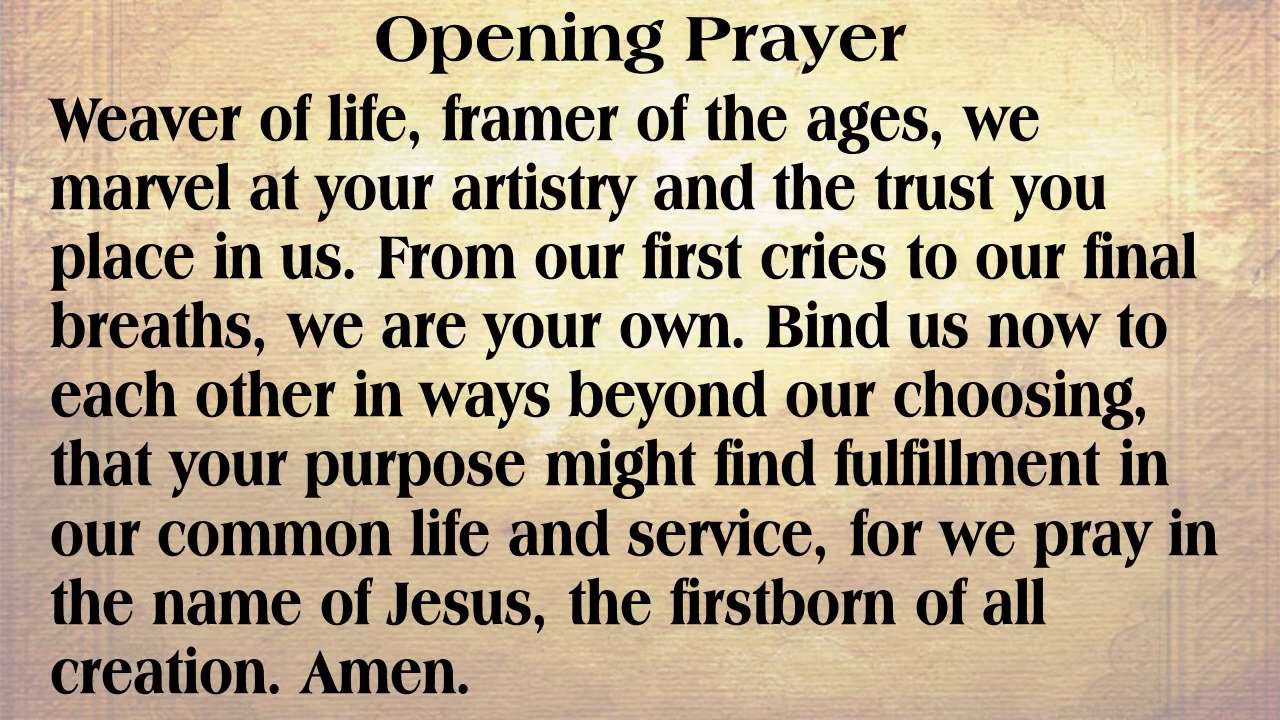 Opening Prayer
Weaver of life, framer of the ages, we
marvel at your artistry and the trust you
place in us. From our first cries to our final
breaths, we are your own. Bind us now to
each other in ways beyond our choosing,
that your purpose might find fulfillment in
our common life and service, for we pray in
the name of Jesus, the firstborn of all
creation. Amen.